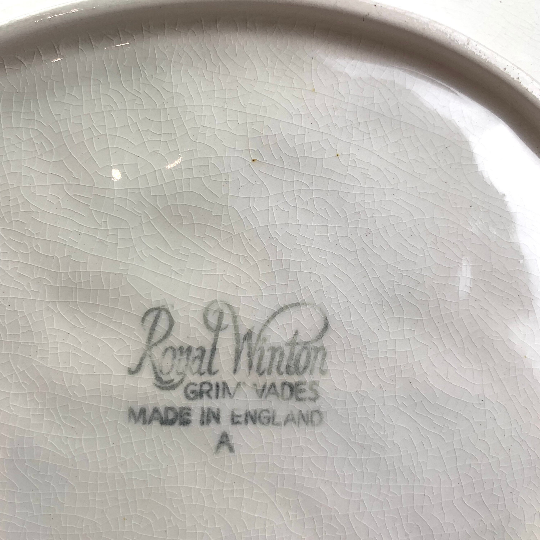 Royal Winton
GRIMWADES
MADE IN ENGLAND
A